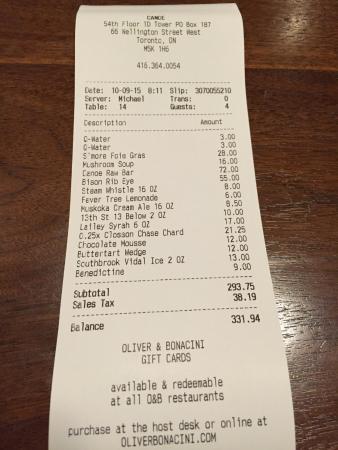 CANOE
54th Floor TD Tower PO Box 187
66 Wellington Street West
Toronto, ON
M5K 1H6
416.364.0054
Date: 10-09-15 8:11 Slip: 3070055210
Server: Michael Trans: 0
Table: 14 Guests: 4
Description Amount
Q-Water 3.00
Q-Water 3.00
S'more Foie Gras 28.00
Mushroom Soup 16.00
Canoe Raw Bar 72.00
Bison Rib Eye 55.00
Steam Whistle 16 OZ 8.00
Fever Tree Lemonade 6.00
Muskoka Cream Ale 16 OZ 8.50
13th St 13 Below 2 OZ 10.00
Lailey Syrah 6 OZ 17.00
0.25x Closson Chase Chard 21.25
Chocolate Mousse 12.00
Buttertart Wedge 12.00
Southbrook Vidal Ice 2 OZ 13.00
Benedictine 9.00
Subtotal 293.75
Sales Tax 38.19
Balance 331.94
OLIVER & BONACINI
GIFT CARDS
available & redeemable
at all O&B restaurants
purchase at the host desk or online at
OLIVERBONACINI.COM